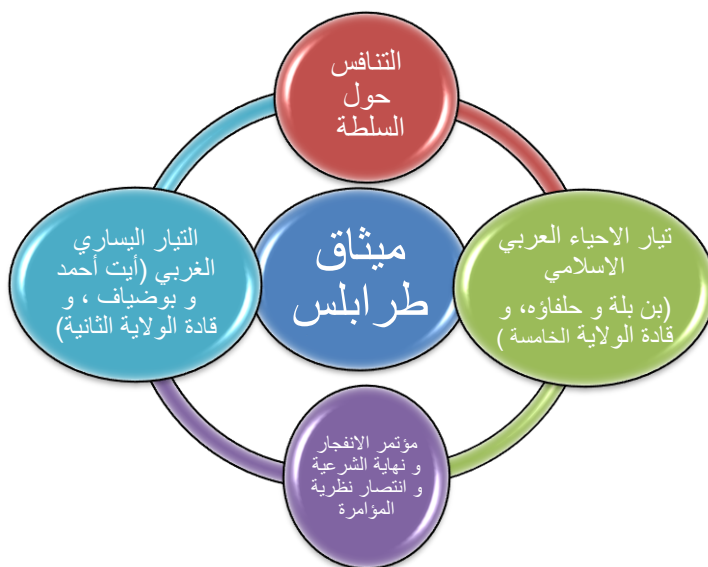 التنافس
حول
السلطة
تيار الاحياء العربي
الاسلامي
(بن بلة و حلفاؤه، و
قادة الولاية الخامسة )
ميثاق
طرابلس
التيار اليساري
الغربي (أيت أحمد
و بوضياف ، و
قادة الولاية الثانية)
مؤتمر الانفجار
و نهاية الشرعية
و انتصار نظرية
المؤامرة